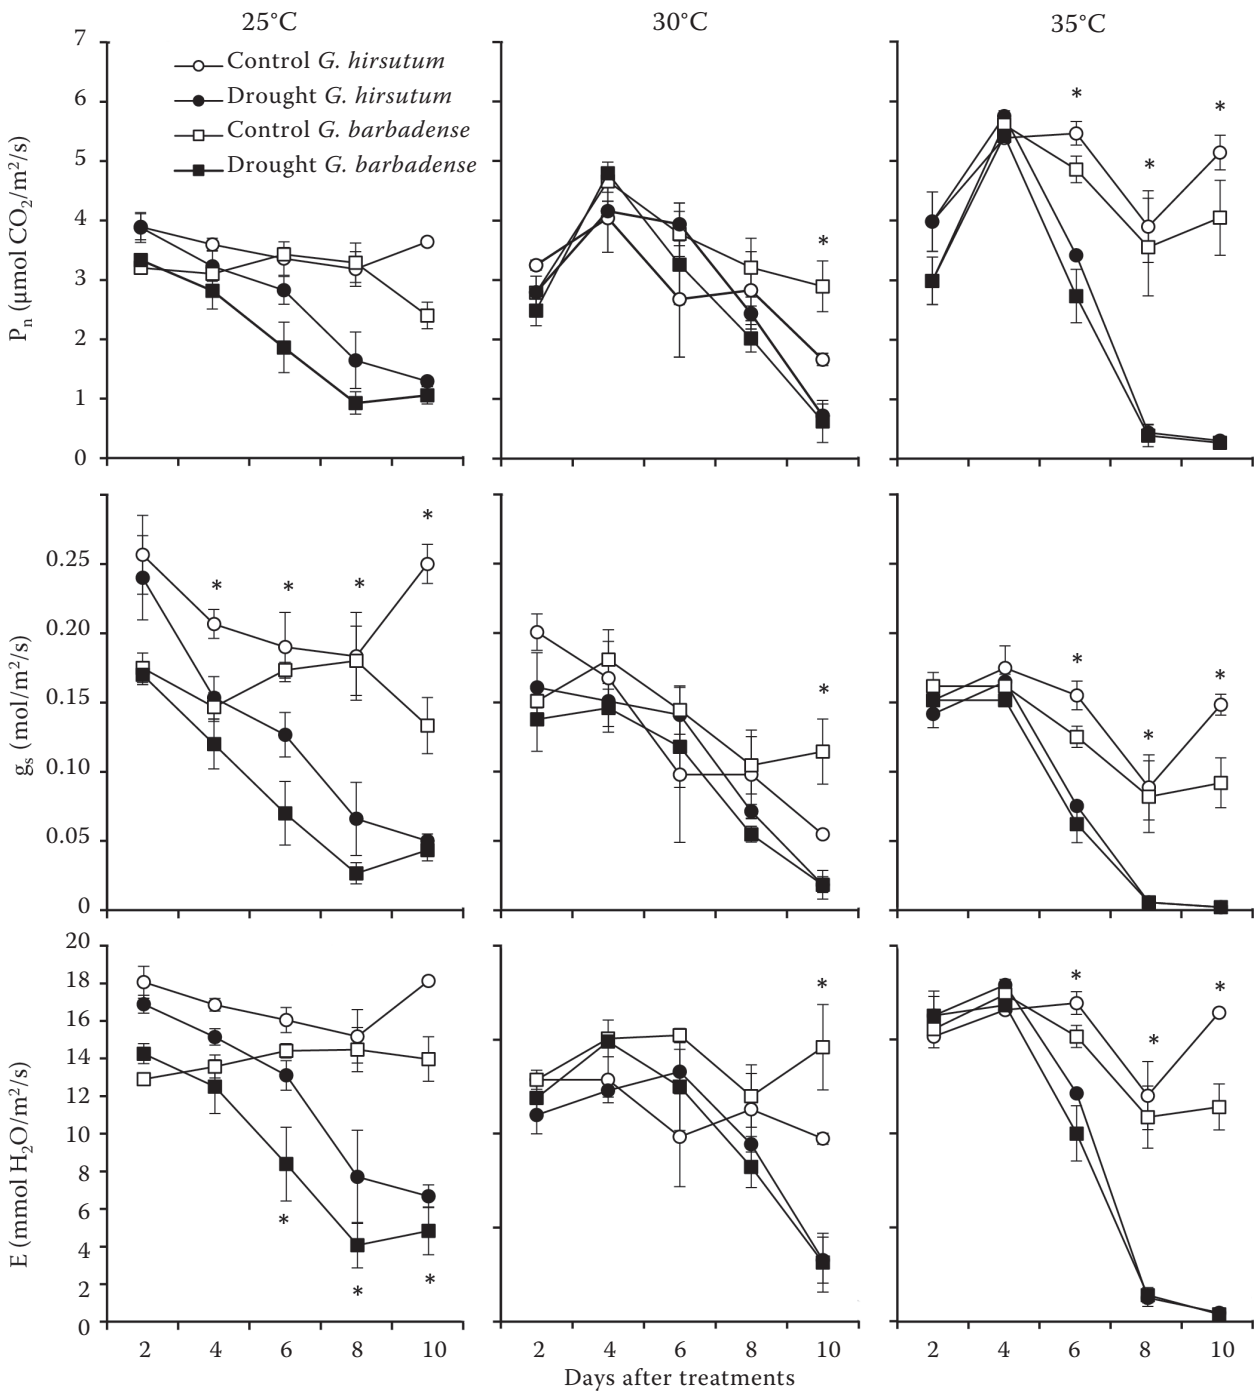 25°C 30°C 35°C
Control G. hirsutum
Drought G. hirsutum
Control G. barbadense
Drought G. barbadense
Pn (µmol CO2/m2/s)
7
6
5
4
3
2
1
0
* * * *
gs (mol/m2/s)
0.25
0.20
0.15
0.10
0.05
0
* * * * * * * *
E (mmol H2O/m2/s)
20
18
16
14
12
10
8
6
4
2
0
* * * * * * *
2 4 6 8 10 2 4 6 8 10 2 4 6 8 10
Days after treatments